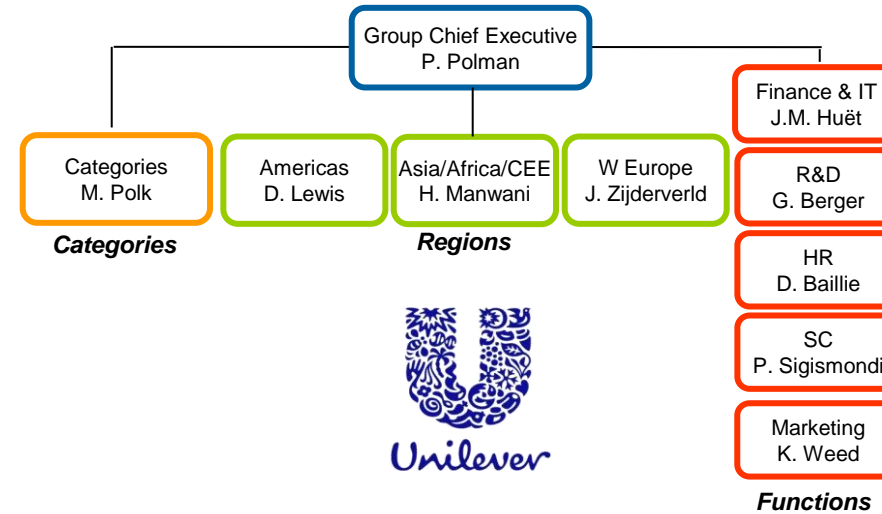 Group Chief Executive
P. Polman
Finance & IT
J.M. Huët
Categories
M. Polk
Americas
D. Lewis
Asia/Africa/CEE
H. Manwani
W Europe
J. Zijderverld
R&D
G. Berger
Categories
Regions
HR
D. Baillie
SC
P. Sigismondi
Marketing
K. Weed
Unilever
Functions